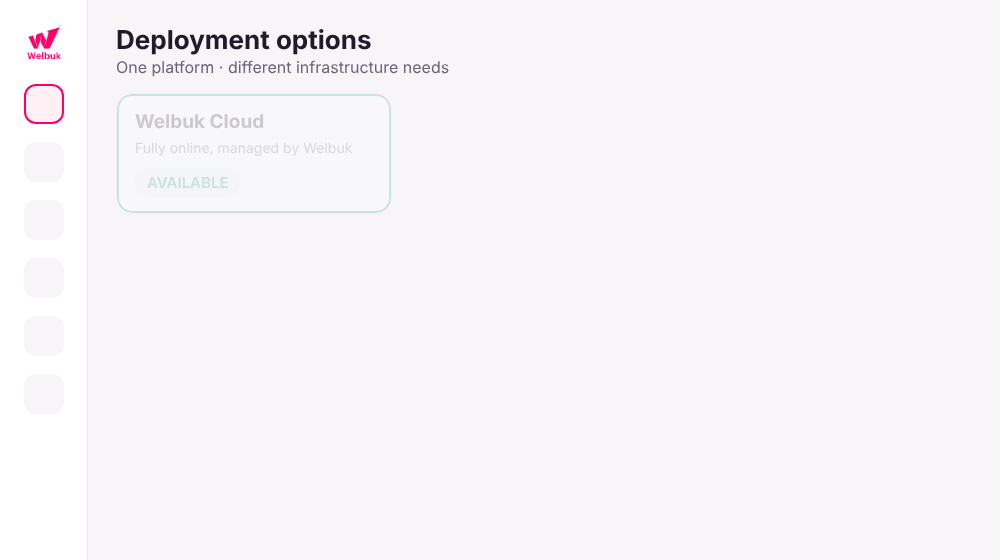 Welbuk
Deployment options
One platform · different infrastructure needs
Welbuk Cloud
Fully online, managed by Welbuk
AVAILABLE